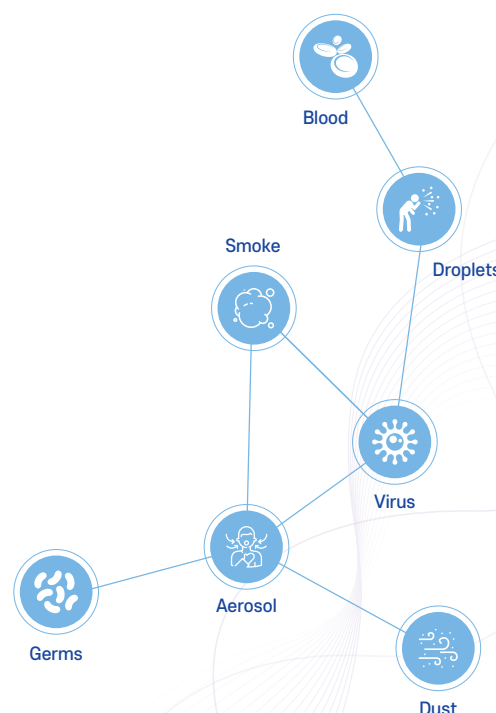 Blood
Smoke
Droplets
Virus
Aerosol
Germs
Dust